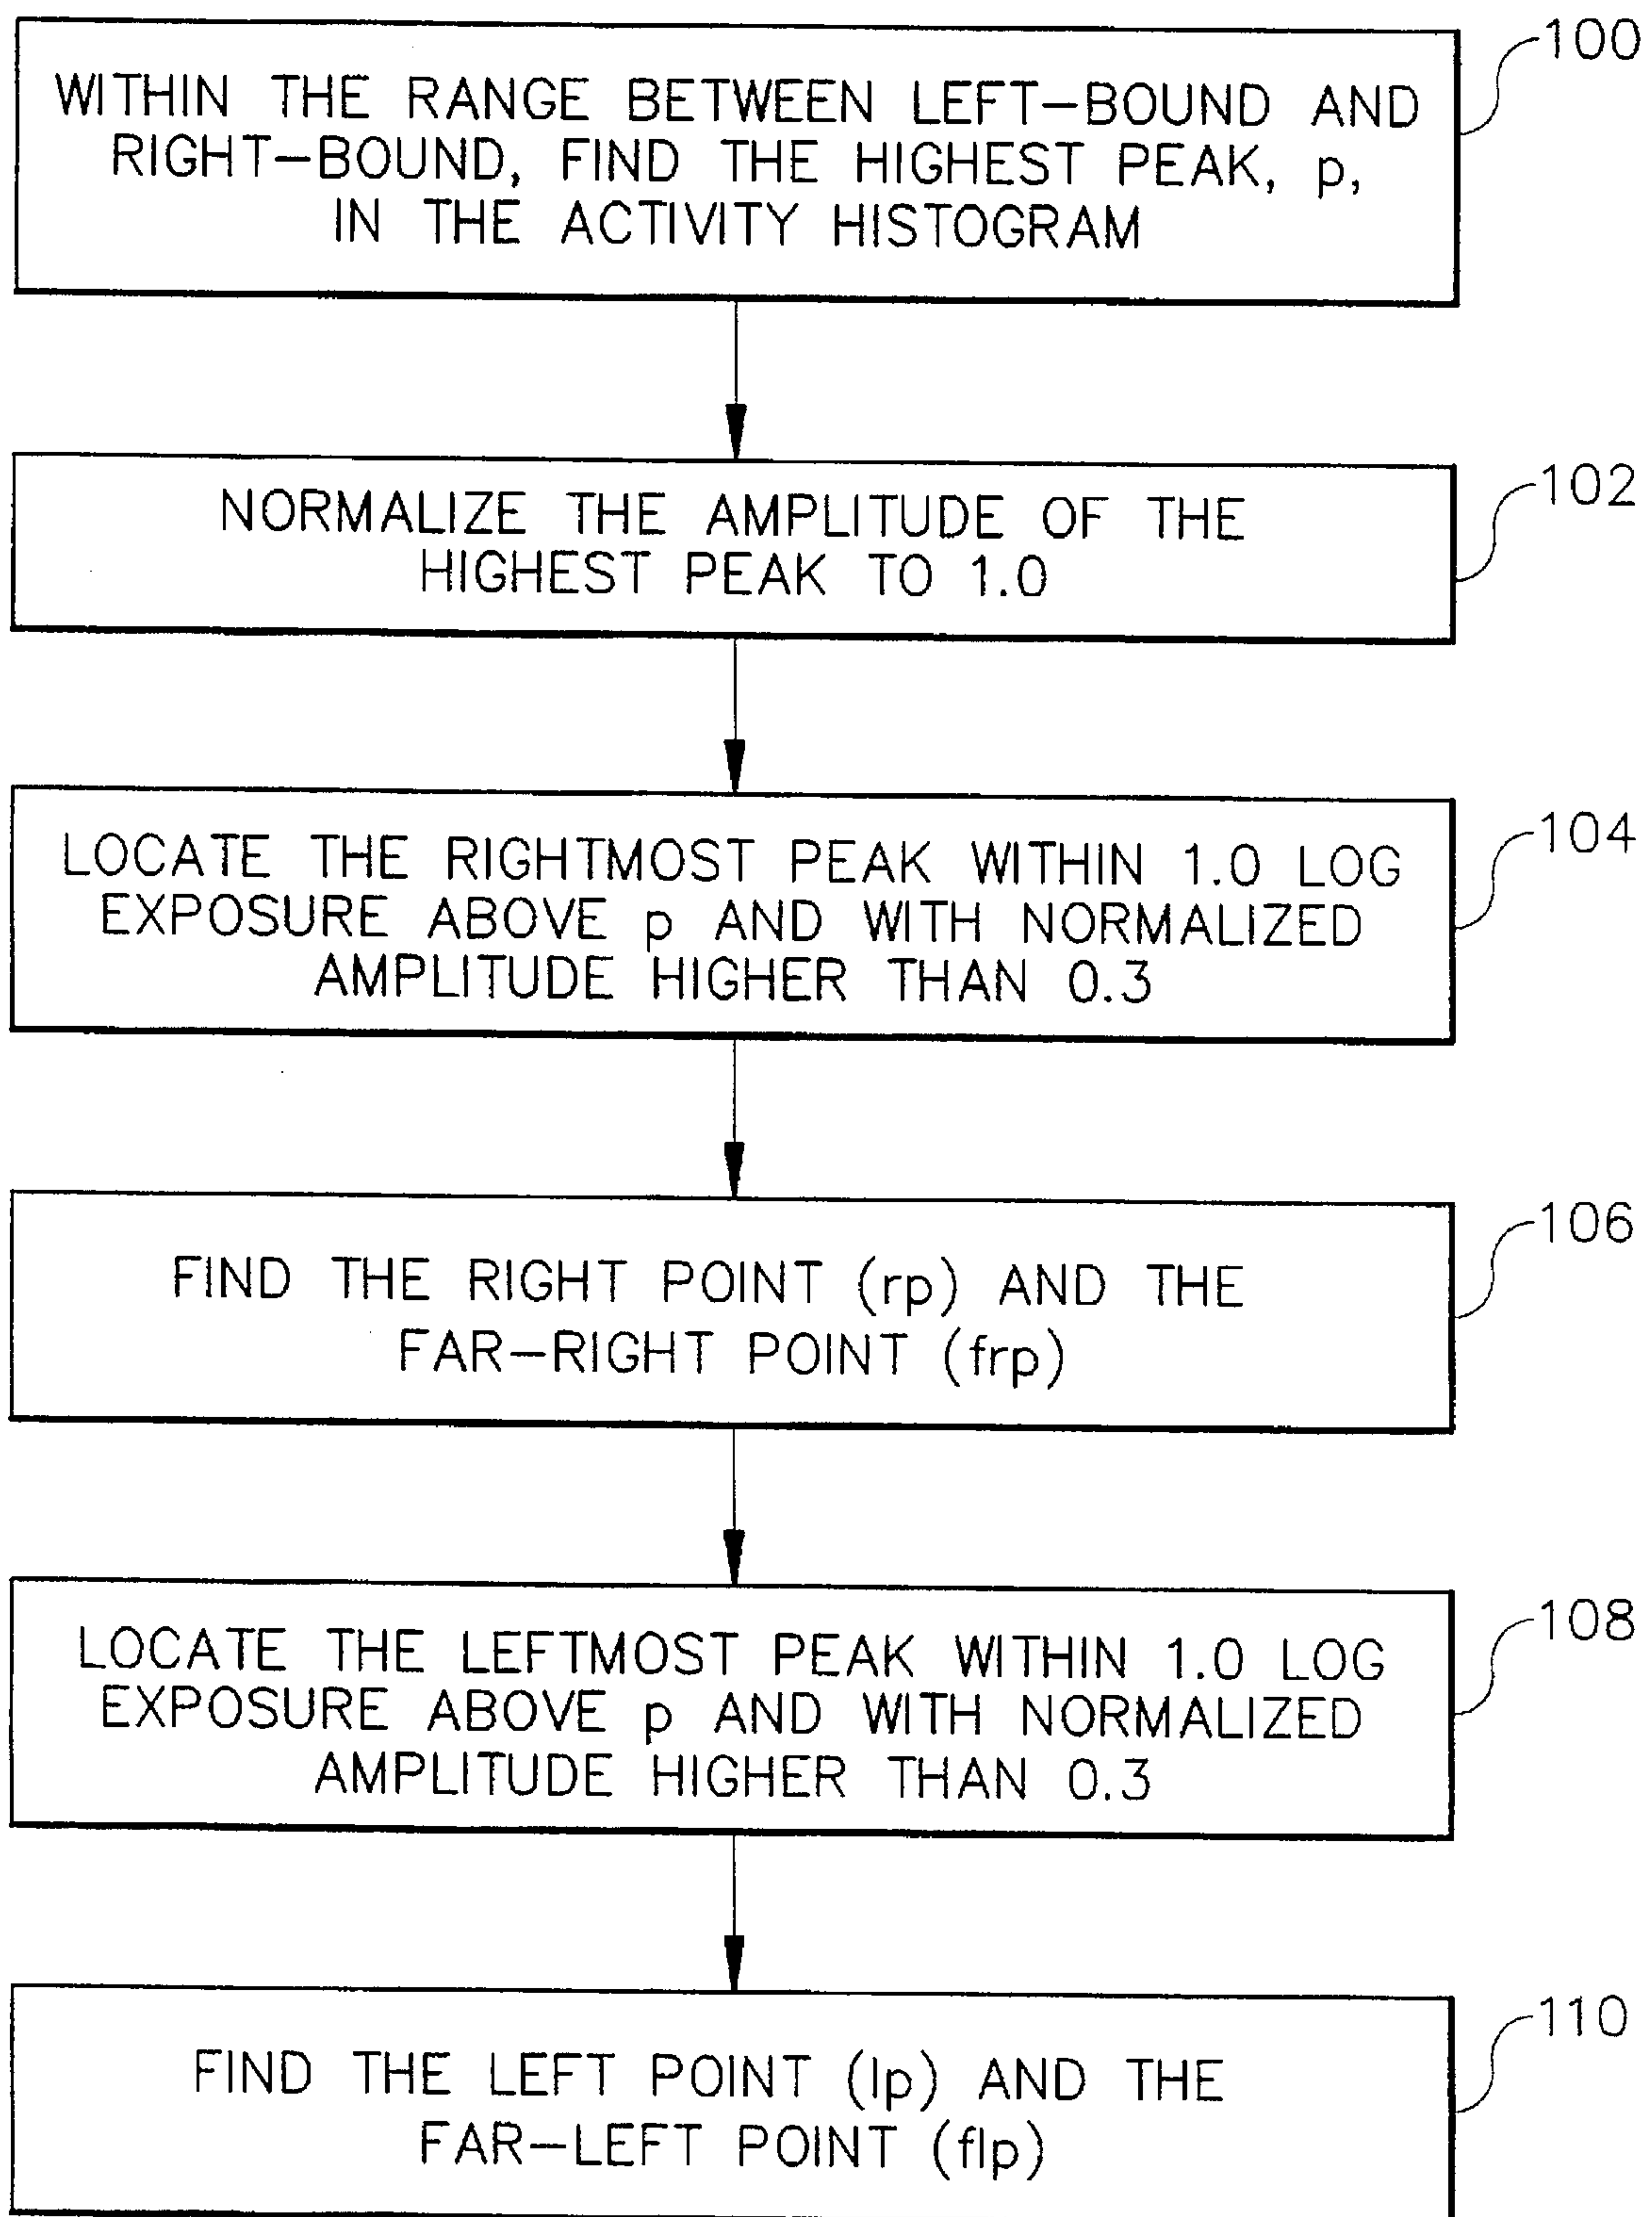 100
WITHIN THE RANGE BETWEEN LEFT-BOUND AND
RIGHT-BOUND, FIND THE HIGHEST PEAK, p,
IN THE ACTIVITY HISTOGRAM
102
NORMALIZE THE AMPLITUDE OF THE
HIGHEST PEAK TO 1.0
104
LOCATE THE RIGHTMOST PEAK WITHIN 1.0 LOG
EXPOSURE ABOVE p AND WITH NORMALIZED
AMPLITUDE HIGHER THAN 0.3
106
FIND THE RIGHT POINT (rp) AND THE
FAR-RIGHT POINT (frp)
108
LOCATE THE LEFTMOST PEAK WITHIN 1.0 LOG
EXPOSURE ABOVE p AND WITH NORMALIZED
AMPLITUDE HIGHER THAN 0.3
110
FIND THE LEFT POINT (lp) AND THE
FAR-LEFT POINT (flp)